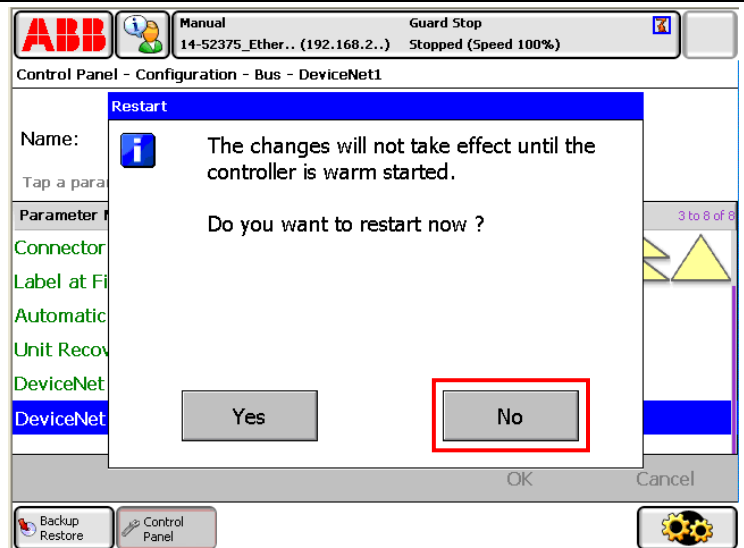 ABB
Manual
Guard Stop
14-52375_Ether.. (192.168.2..)
Stopped (Speed 100%)
Control Panel - Configuration - Bus - DeviceNet1
Restart
Name:
The changes will not take effect until the
controller is warm started.
Tap a para
Do you want to restart now ?
Parameter
3 to 8 of 8
Connector
Label at Fi
Automatic
Unit Recov
DeviceNet
DeviceNet
Yes
No
OK
Cancel
Backup
Restore
Control
Panel